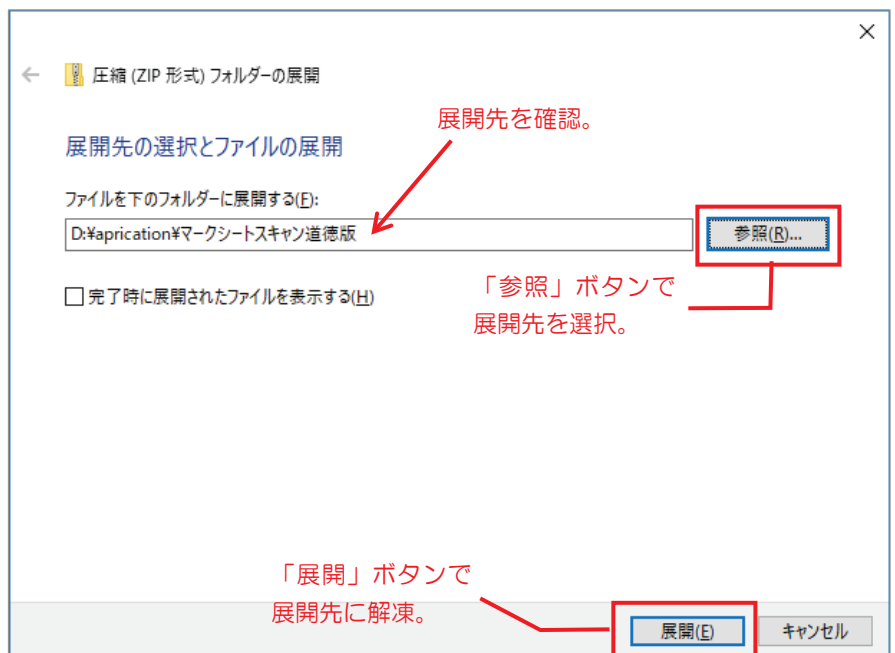 圧縮 (ZIP 形式) フォルダーの展開
展開先を確認。
展開先の選択とファイルの展開
ファイルを下のフォルダーに展開する(F):
D:¥aprication¥マークシートスキャン道徳版
参照(R)...
「参照」ボタンで
展開先を選択。
完了時に展開されたファイルを表示する(H)
「展開」ボタンで
展開先に解凍。
展開(E)
キャンセル